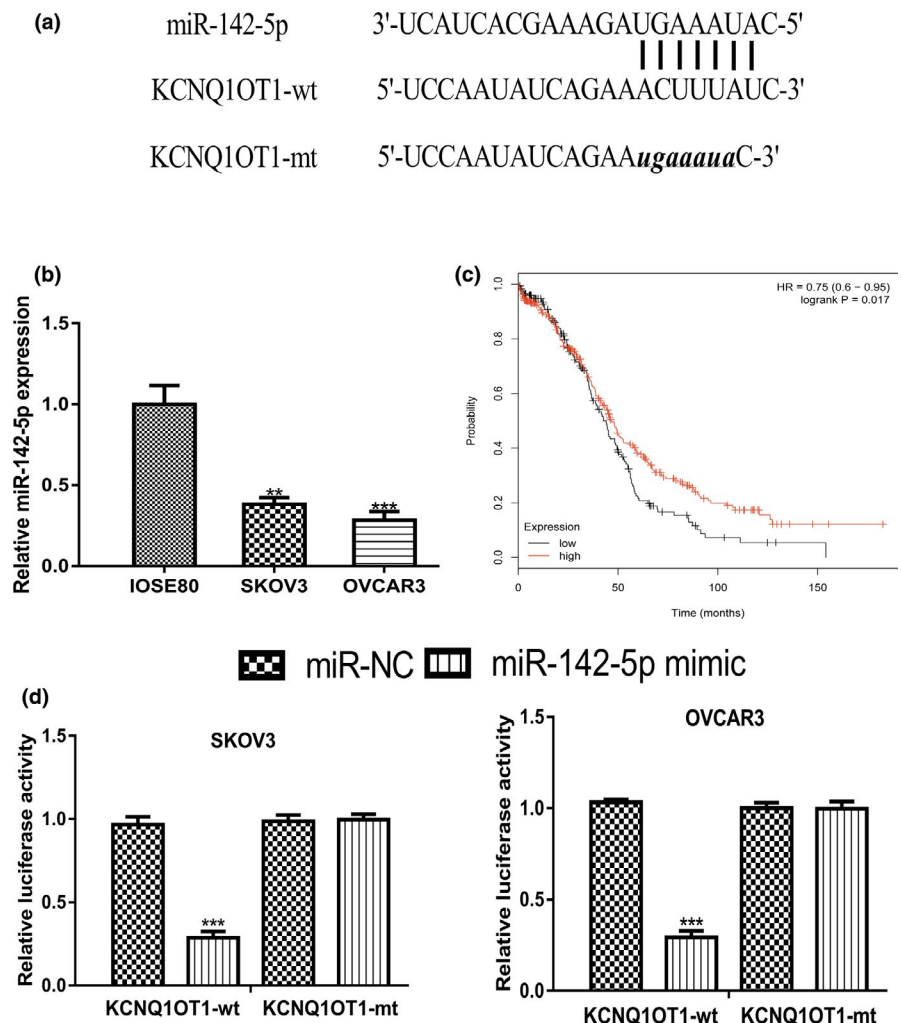 (a)
miR-142-5p 3'-UCAUCACGAAAGAUGAAAUAC-5'
KCNQ1OT1-wt 5'-UCCAAUAUCAGAAACUUUAUC-3'
KCNQ1OT1-mt 5'-UCCAAUAUCAGAAugaaauaC-3'
(b)
Relative miR-142-5p expression
1.5
1.0
0.5
0.0
** ***
IOSE80 SKOV3 OVCAR3
(c)
HR = 0.75 (0.6 − 0.95)
logrank P = 0.017
Probability
1.0
0.8
0.6
0.4
0.2
0.0
Expression
low
high
0 50 100 150
Time (months)
miR-NC miR-142-5p mimic
(d)
SKOV3
Relative luciferase activity
1.5
1.0
0.5
0.0
***
KCNQ1OT1-wt KCNQ1OT1-mt
OVCAR3
Relative luciferase activity
1.5
1.0
0.5
0.0
***
KCNQ1OT1-wt KCNQ1OT1-mt